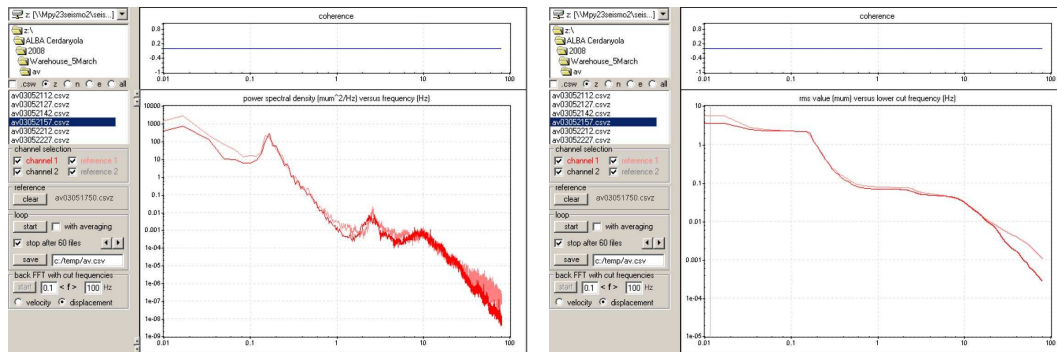 z: [\\Mpy23seismo2\seis...]
z:\
ALBA Cerdanyola
2008
Warehouse_5March
av
.csw z n e all
av03052112.csvz
av03052127.csvz
av03052142.csvz
av03052157.csvz
av03052212.csvz
av03052227.csvz
channel selection
channel 1 reference 1
channel 2 reference 2
reference
clear av03051750.csvz
loop
start with averaging
stop after 60 files
save c:/temp/av.csv
back FFT with cut frequencies
start 0.1 < f > 100 Hz
velocity displacement
coherence
0.8
0.2
-0.4
-1
0.01 0.1 1 10 100
power spectral density (mum^2/Hz) versus frequency (Hz)
10000
1000
100
10
1
0.1
0.01
0.001
1e-04
1e-05
1e-06
1e-07
1e-08
1e-09
0.01 0.1 1 10 100
z: [\\Mpy23seismo2\seis...]
z:\
ALBA Cerdanyola
2008
Warehouse_5March
av
.csw z n e all
av03052112.csvz
av03052127.csvz
av03052142.csvz
av03052157.csvz
av03052212.csvz
av03052227.csvz
channel selection
channel 1 reference 1
channel 2 reference 2
reference
clear av03051750.csvz
loop
start with averaging
stop after 60 files
save c:/temp/av.csv
back FFT with cut frequencies
start 0.1 < f > 100 Hz
velocity displacement
coherence
0.8
0.2
-0.4
-1
0.01 0.1 1 10 80
rms value (mum) versus lower cut frequency (Hz)
10
1
0.1
0.01
0.001
1e-04
1e-05
0.01 0.1 1 10 80